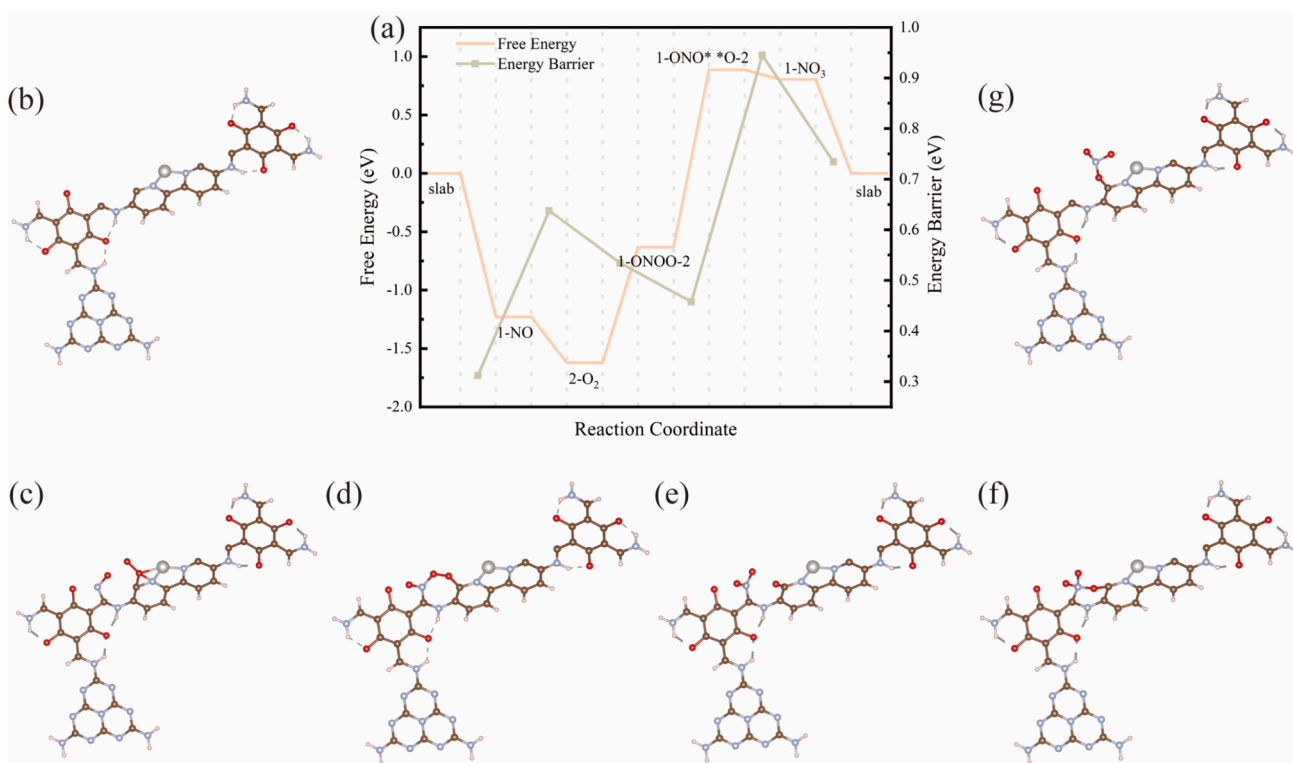 (a)
Free Energy
Energy Barrier
1-ONO* *O-2
1-NO₃
slab
1-NO
2-O₂
1-ONOO-2
slab
1.0
0.5
0.0
-0.5
-1.0
-1.5
-2.0
Free Energy (eV)
1.0
0.9
0.8
0.7
0.6
0.5
0.4
0.3
Energy Barrier (eV)
Reaction Coordinate
(b)
(g)
(c)
(d)
(e)
(f)